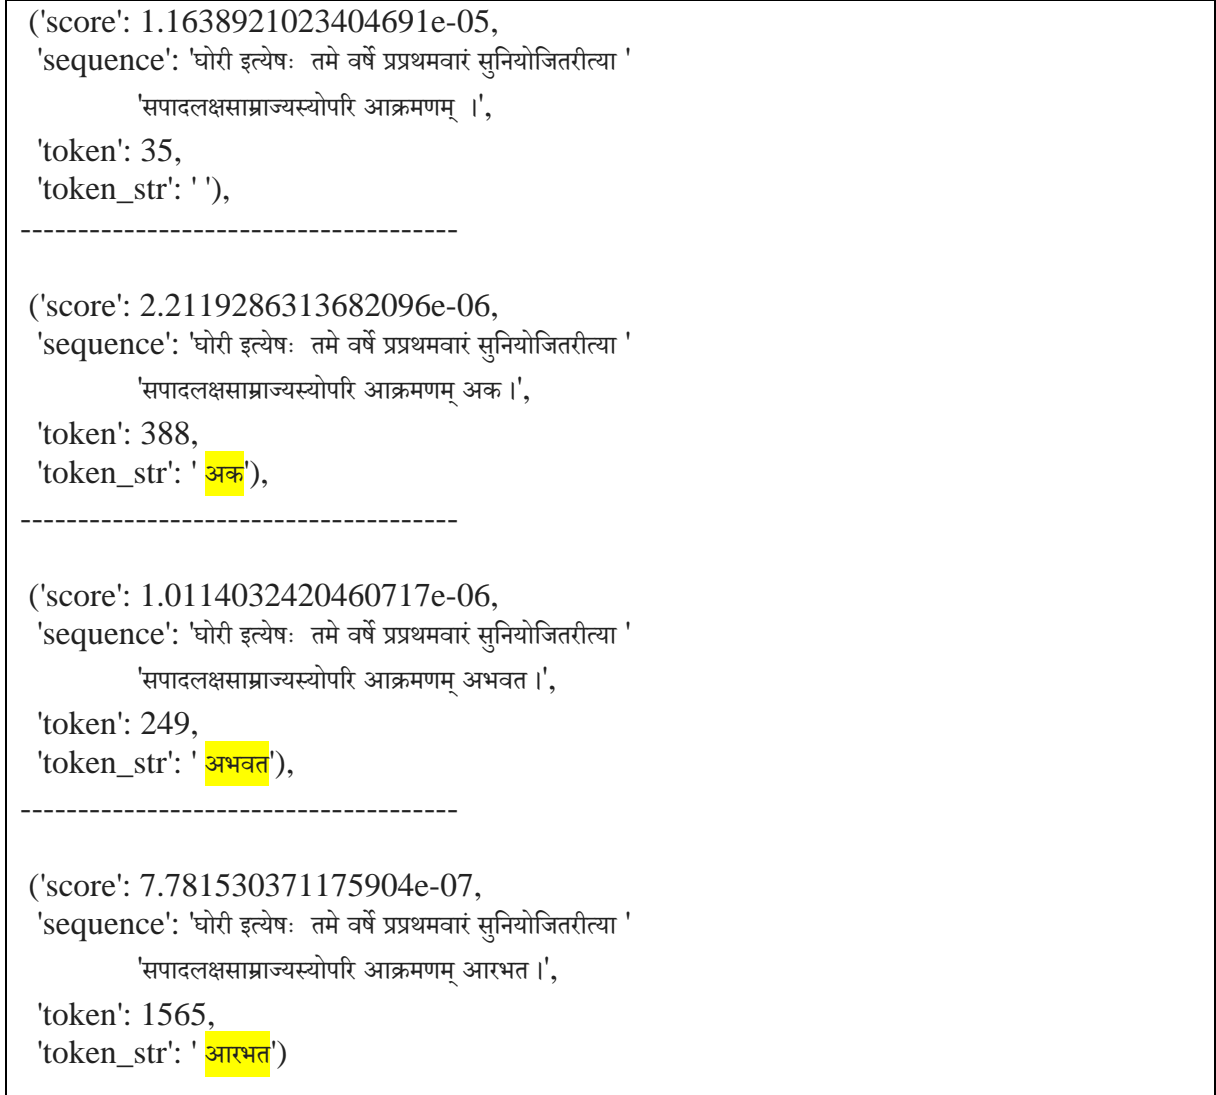 ('score': 1.1638921023404691e-05,
'sequence': 'घोरी इत्येषः  तमे वर्षे प्रप्रथमवारं सुनियोजितरीत्या '
'सपादलक्षसाम्राज्यस्योपरि आक्रमणम्  ।',
'token': 35,
'token_str': ' '),
--------------------------------------
('score': 2.2119286313682096e-06,
'sequence': 'घोरी इत्येषः  तमे वर्षे प्रप्रथमवारं सुनियोजितरीत्या '
'सपादलक्षसाम्राज्यस्योपरि आक्रमणम् अक।',
'token': 388,
'token_str': ' अक'),
--------------------------------------
('score': 1.0114032420460717e-06,
'sequence': 'घोरी इत्येषः  तमे वर्षे प्रप्रथमवारं सुनियोजितरीत्या '
'सपादलक्षसाम्राज्यस्योपरि आक्रमणम् अभवत।',
'token': 249,
'token_str': ' अभवत'),
--------------------------------------
('score': 7.781530371175904e-07,
'sequence': 'घोरी इत्येषः  तमे वर्षे प्रप्रथमवारं सुनियोजितरीत्या '
'सपादलक्षसाम्राज्यस्योपरि आक्रमणम् आरभत।',
'token': 1565,
'token_str': ' आरभत')